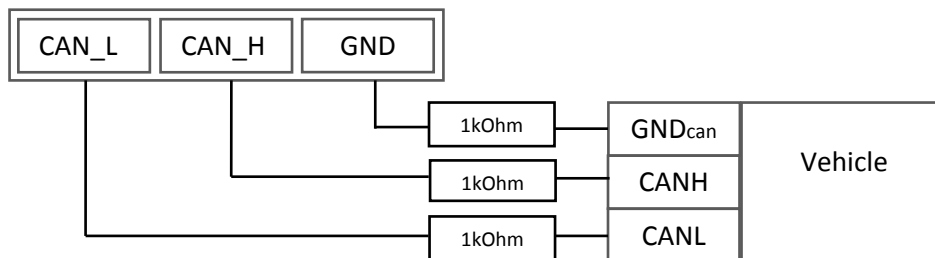 CAN_L CAN_H GND
1kOhm GNDcan
Vehicle
1kOhm CANH
1kOhm CANL